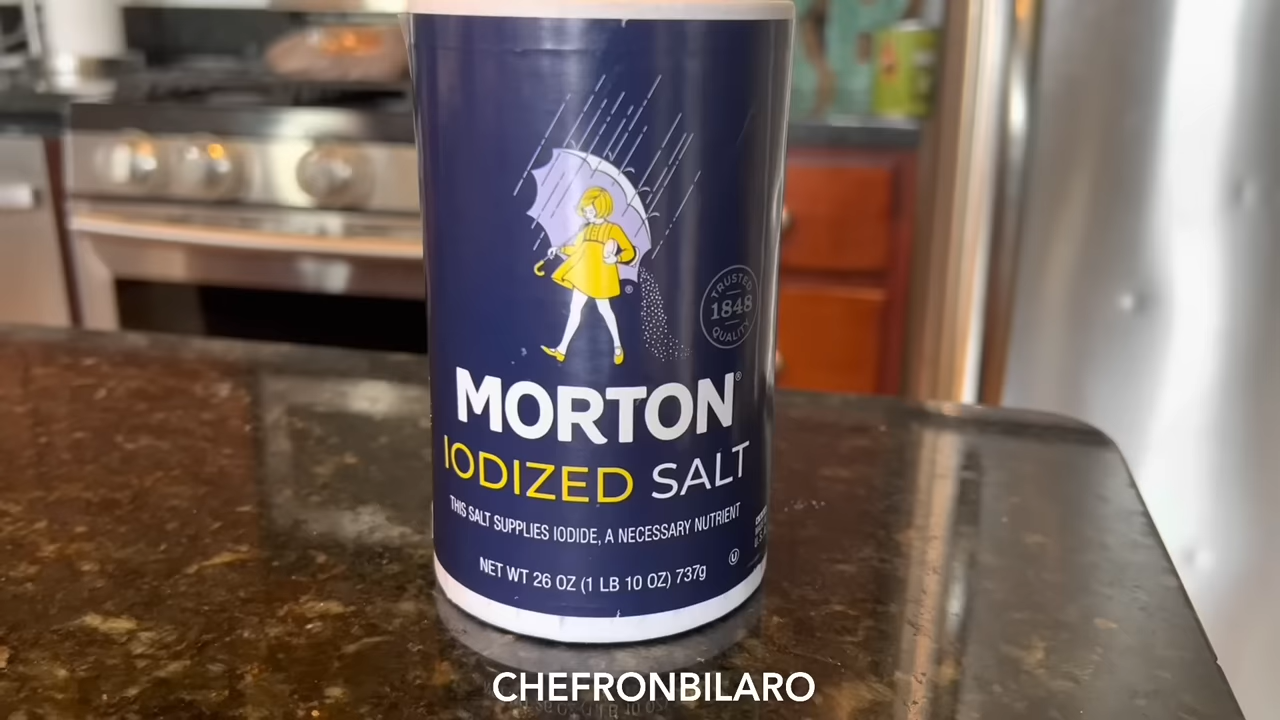 TRUSTED
1848
QUALITY
MORTON®
IODIZED SALT
THIS SALT SUPPLIES IODIDE, A NECESSARY NUTRIENT
NET WT 26 OZ (1 LB 10 OZ) 737g
CHEFRONBILARO